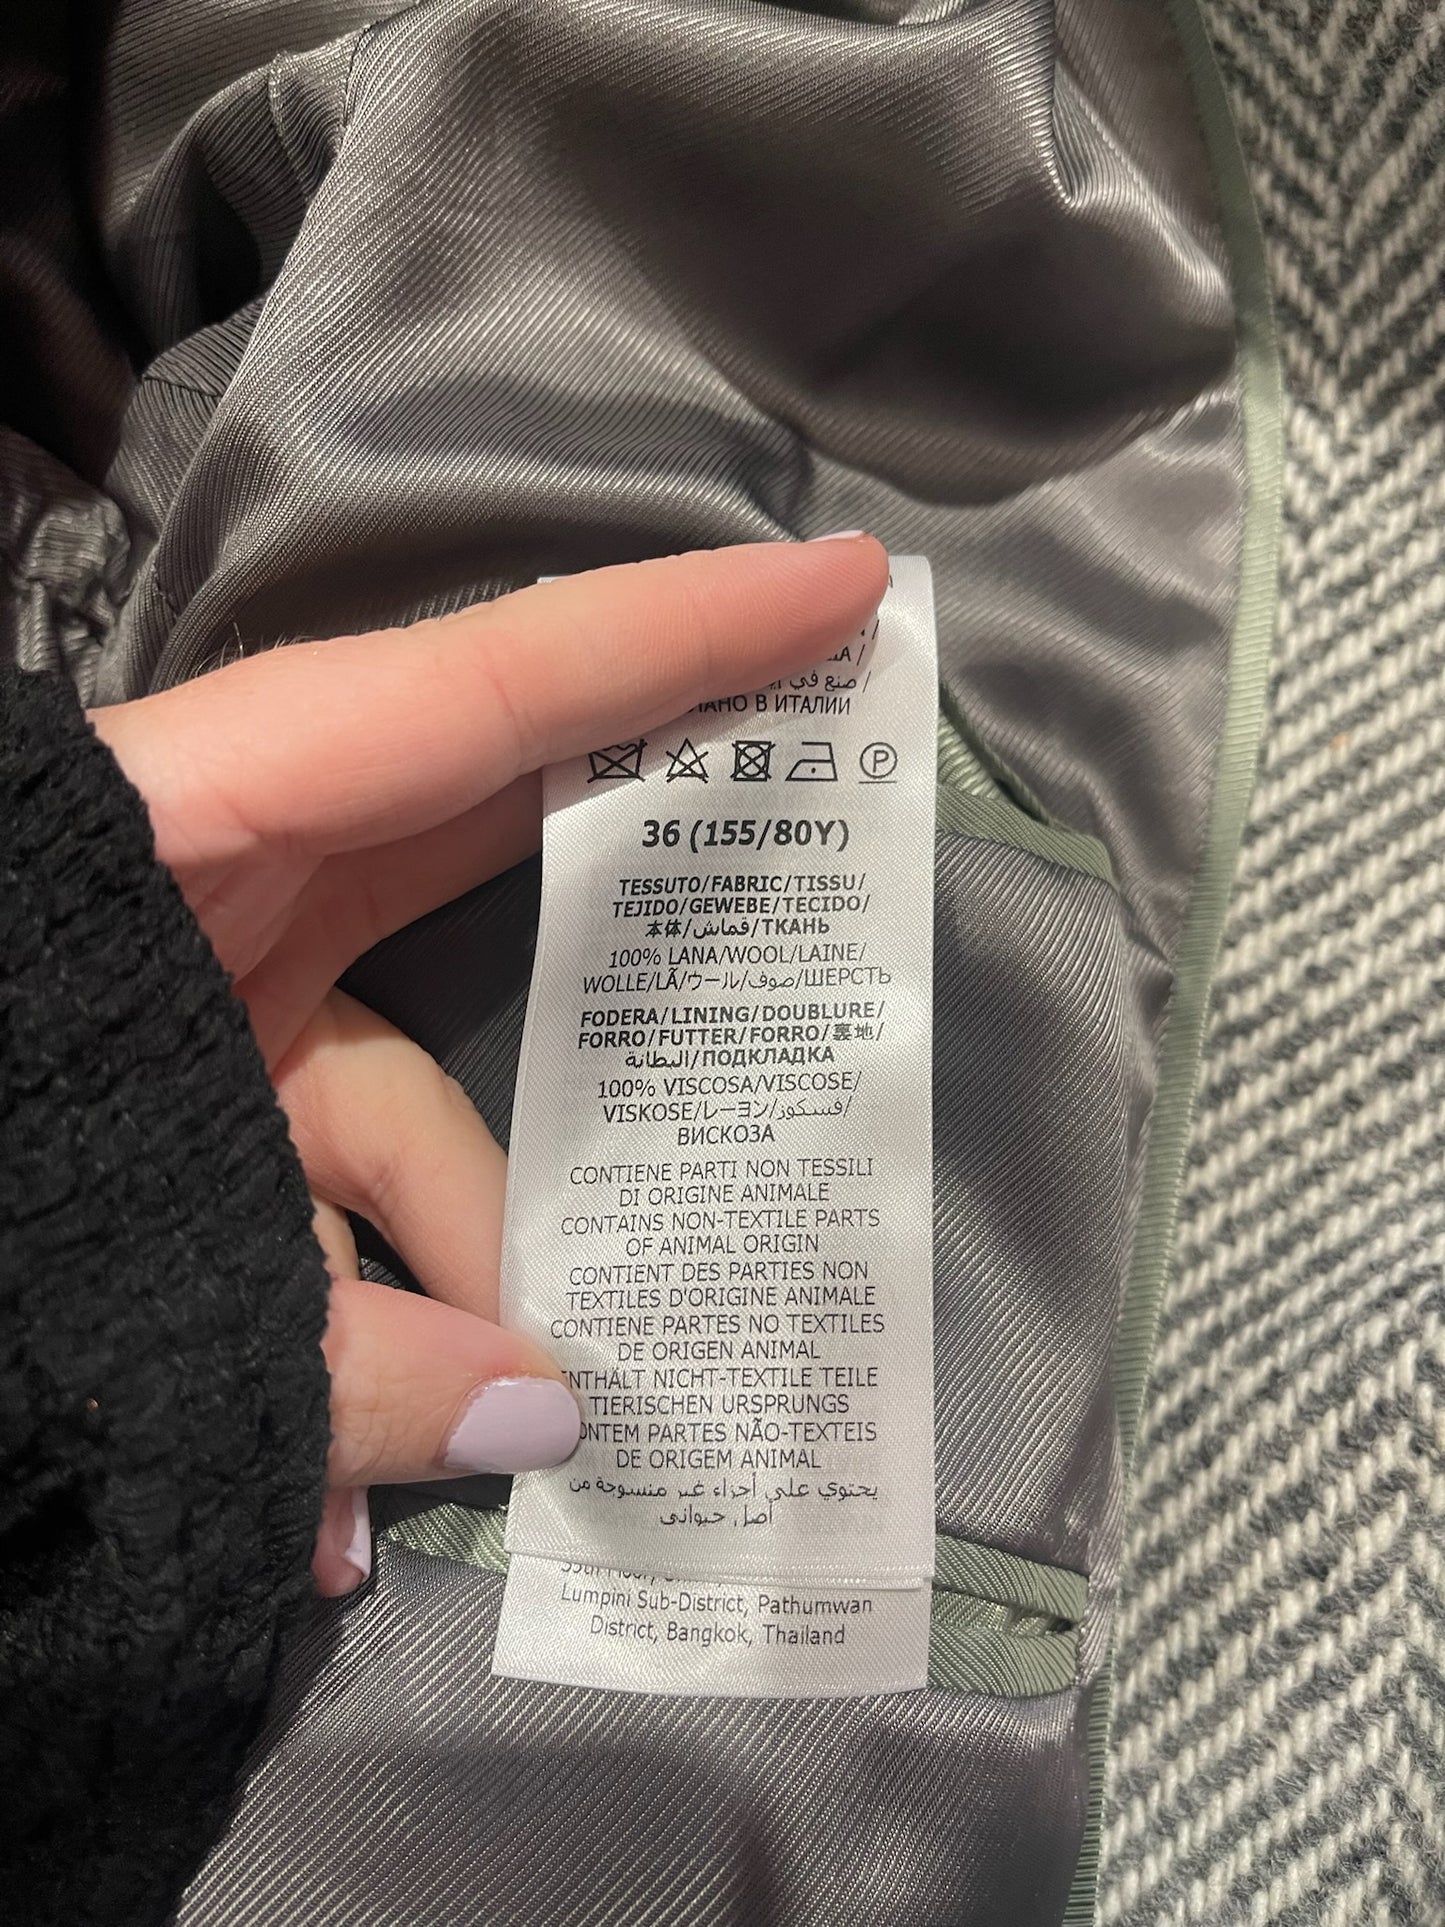 صنع في
В ИТАЛИИ
P
36 (155/80Y)
TESSUTO/FABRIC/TISSU/
TEJIDO/GEWEBE/TECIDO/
本体/قماش/ТКАНЬ
100% LANA/WOOL/LAINE/
WOLLE/LÃ/ウール/صوف/ШЕРСТЬ
FODERA/LINING/DOUBLURE/
FORRO/FUTTER/FORRO/裏地/
البطانة/ПОДКЛАДКА
100% VISCOSA/VISCOSE/
VISKOSE/レーヨン/فسكوز/
ВИСКОЗА
CONTIENE PARTI NON TESSILI
DI ORIGINE ANIMALE
CONTAINS NON-TEXTILE PARTS
OF ANIMAL ORIGIN
CONTIENT DES PARTIES NON
TEXTILES D'ORIGINE ANIMALE
CONTIENE PARTES NO TEXTILES
DE ORIGEN ANIMAL
NICHT-TEXTILE TEILE
TIERISCHEN URSPRUNGS
PARTES NÃO-TEXTEIS
DE ORIGEM ANIMAL
يحتوي على أجزاء غير منسوجة من
أصل حيواني
Lumpini Sub-District, Pathumwan
District, Bangkok, Thailand